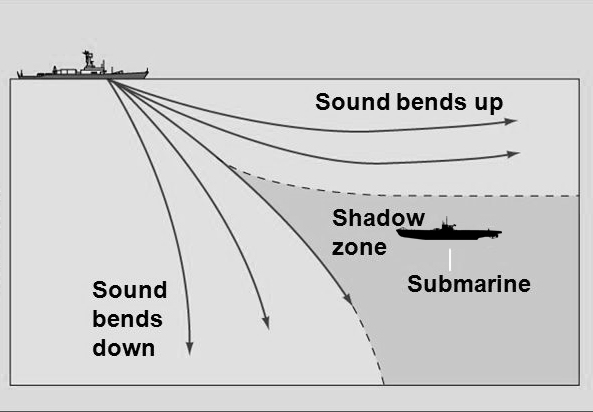 Sound bends up
Shadow
zone
Submarine
Sound
bends
down